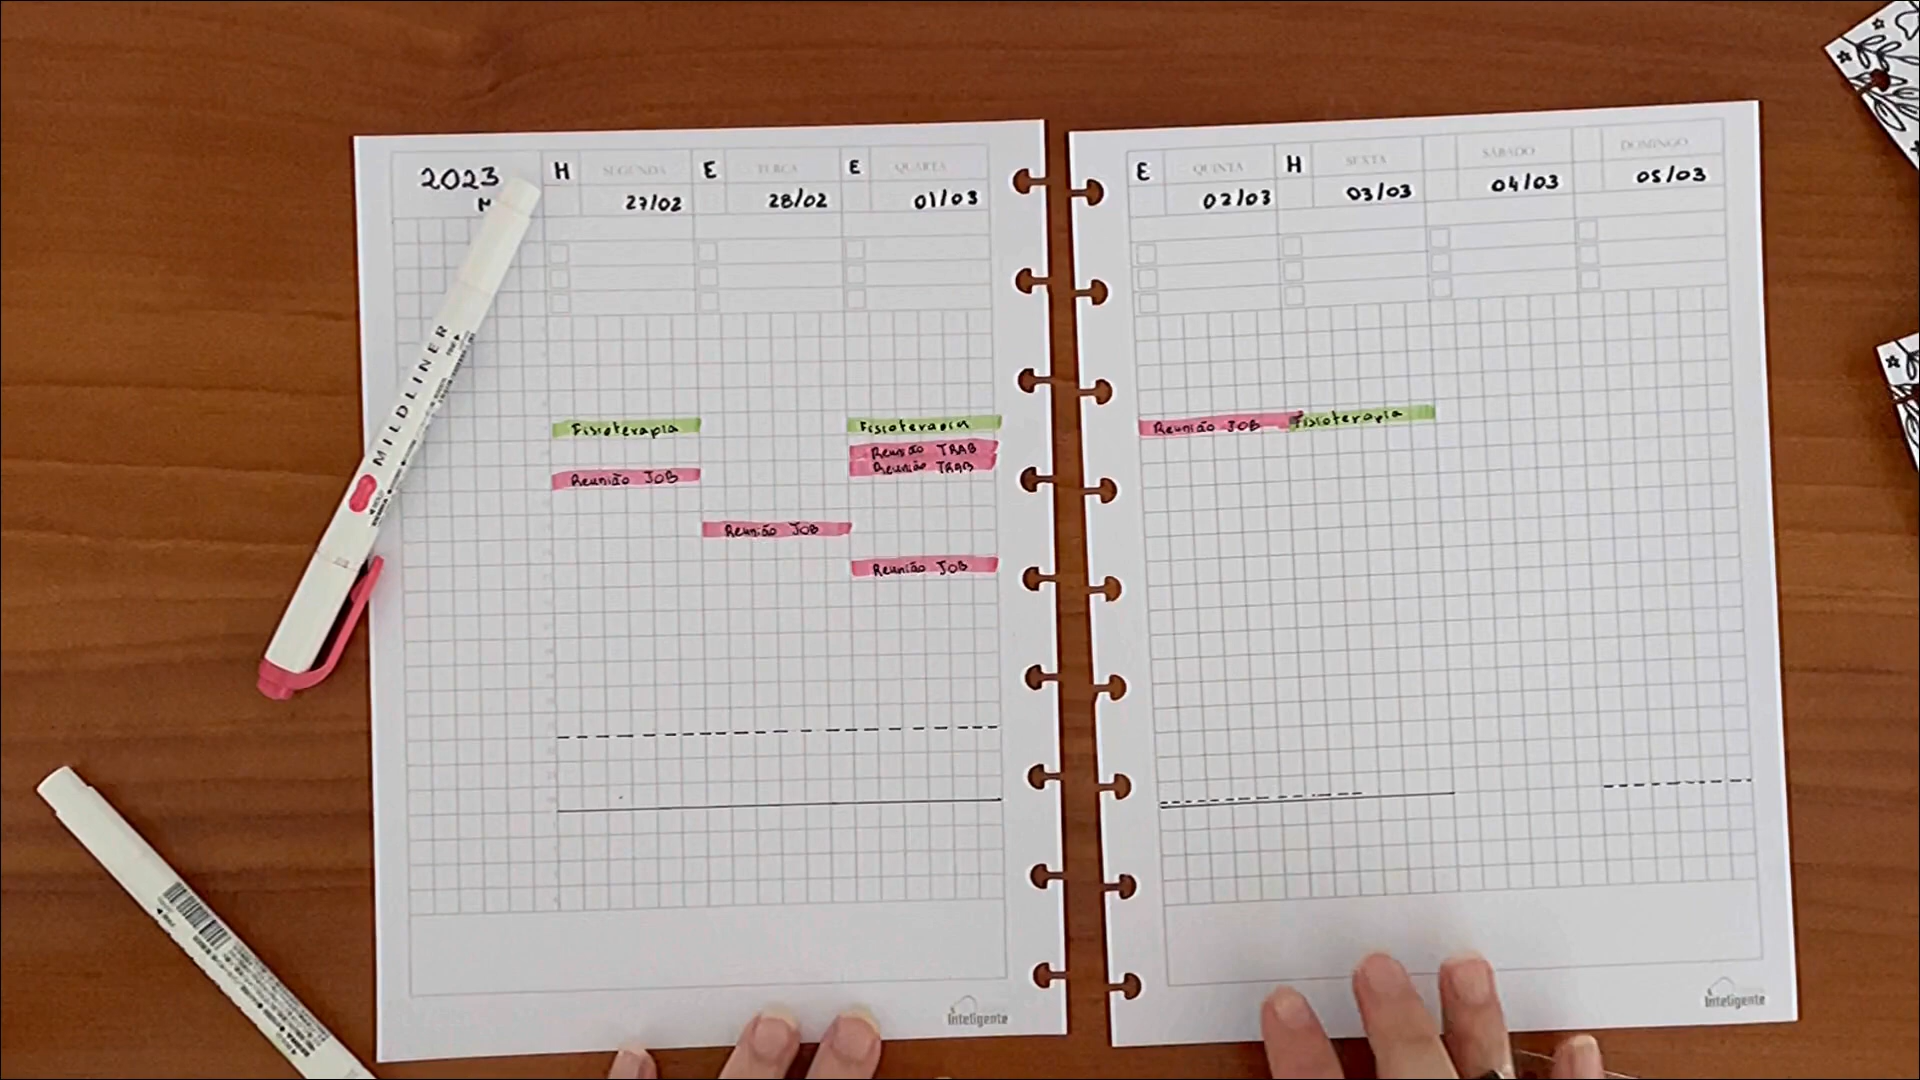 2023
H SEGUNDA E TERÇA E QUARTA
27/02 28/02 01/03
E QUINTA H SEXTA SÁBADO DOMINGO
02/03 03/03 04/03 05/03
MILDLINER
Fisioterapia
Reunião JOB
Reunião JOB
Fisioterapia
Reunião TRAB
Reunião TRAB
Reunião JOB
Reunião JOB Fisioterapia
inteligente
inteligente